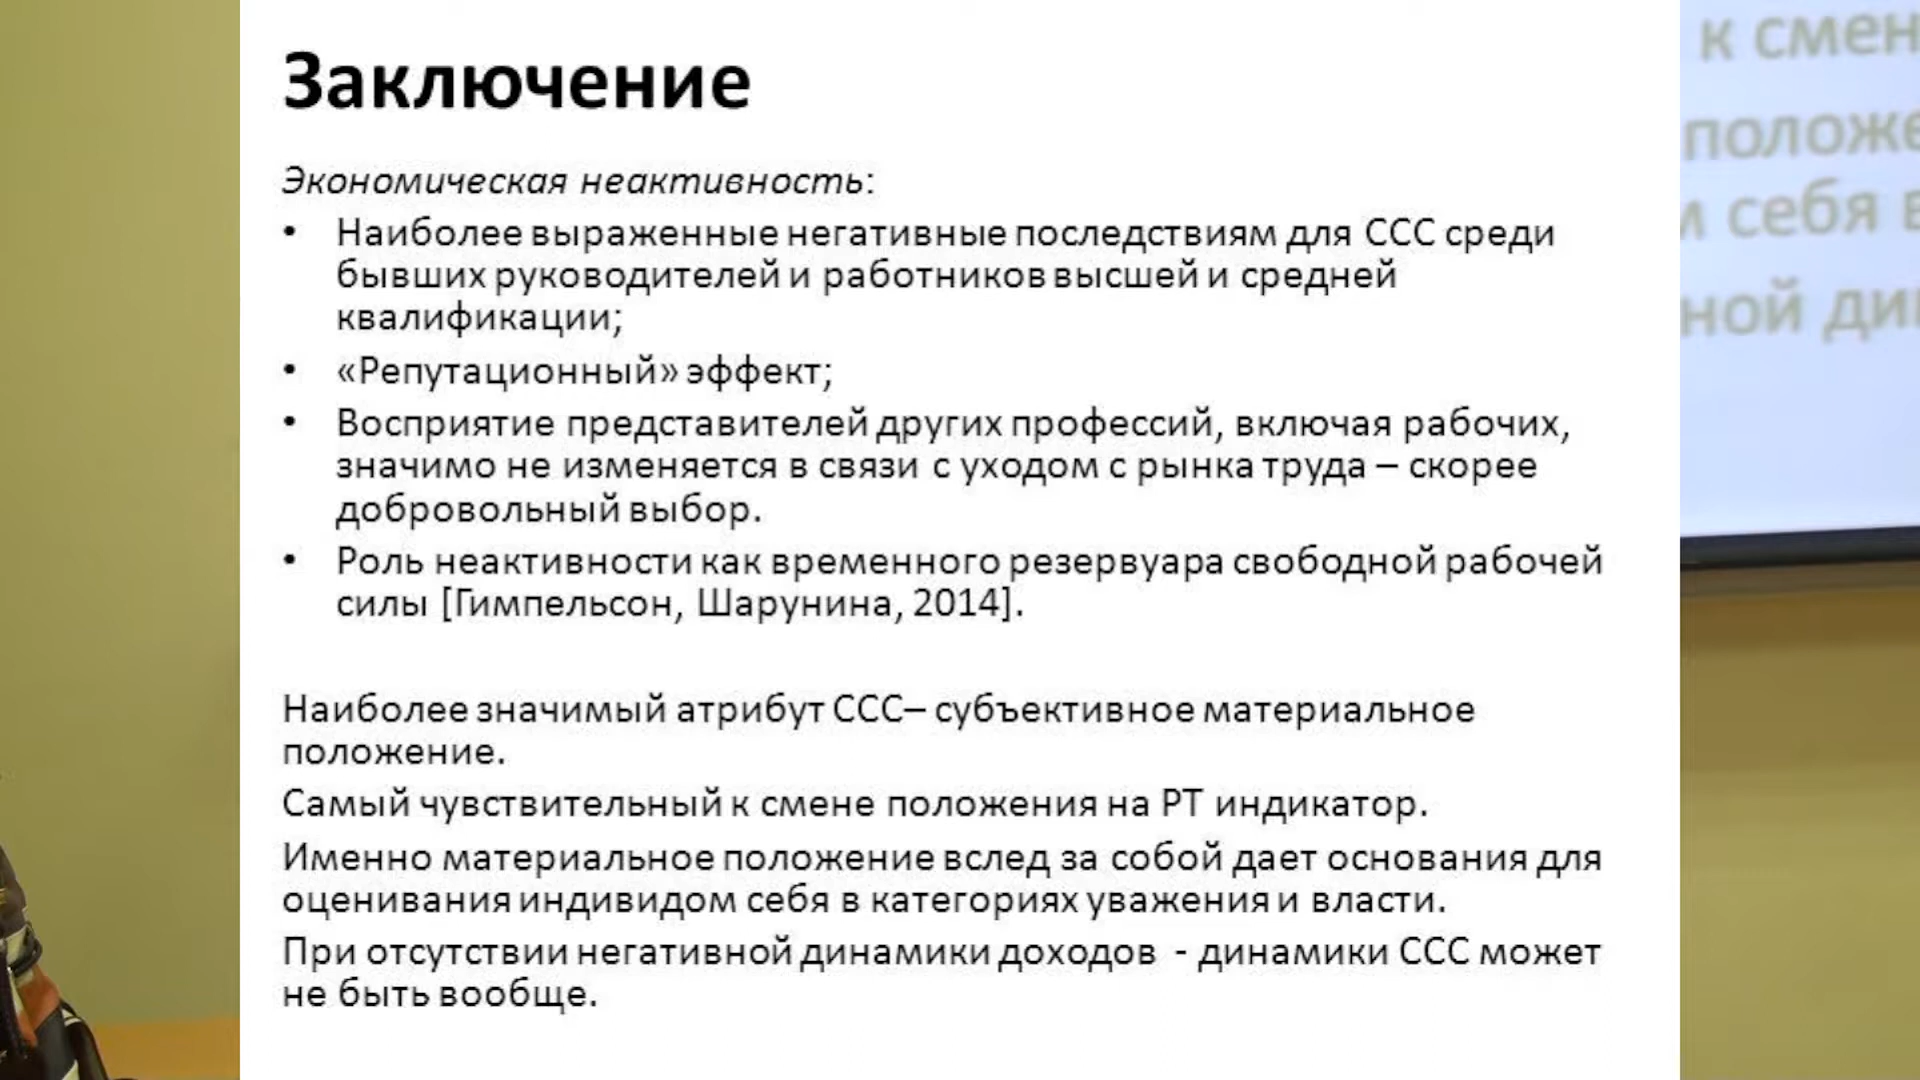 Заключение
Экономическая неактивность:
• Наиболее выраженные негативные последствиям для ССС среди
бывших руководителей и работников высшей и средней
квалификации;
• «Репутационный» эффект;
• Восприятие представителей других профессий, включая рабочих,
значимо не изменяется в связи с уходом с рынка труда – скорее
добровольный выбор.
• Роль неактивности как временного резервуара свободной рабочей
силы [Гимпельсон, Шарунина, 2014].
Наиболее значимый атрибут ССС– субъективное материальное
положение.
Самый чувствительный к смене положения на РТ индикатор.
Именно материальное положение вслед за собой дает основания для
оценивания индивидом себя в категориях уважения и власти.
При отсутствии негативной динамики доходов - динамики ССС может
не быть вообще.
к смен
положе
м себя в
ной ди